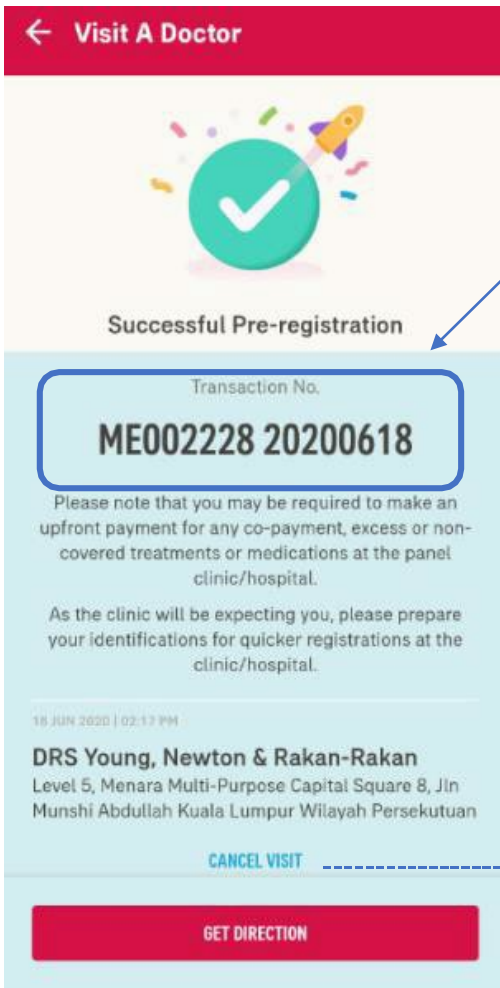 Visit A Doctor
Successful Pre-registration
Transaction No.
ME002228 20200618
Please note that you may be required to make an
upfront payment for any co-payment, excess or non-
covered treatments or medications at the panel
clinic/hospital.
As the clinic will be expecting you, please prepare
your identifications for quicker registrations at the
clinic/hospital.
18 JUN 2020 | 02:17 PM
DRS Young, Newton & Rakan-Rakan
Level 5, Menara Multi-Purpose Capital Square 8, Jln
Munshi Abdullah Kuala Lumpur Wilayah Persekutuan
CANCEL VISIT
GET DIRECTION